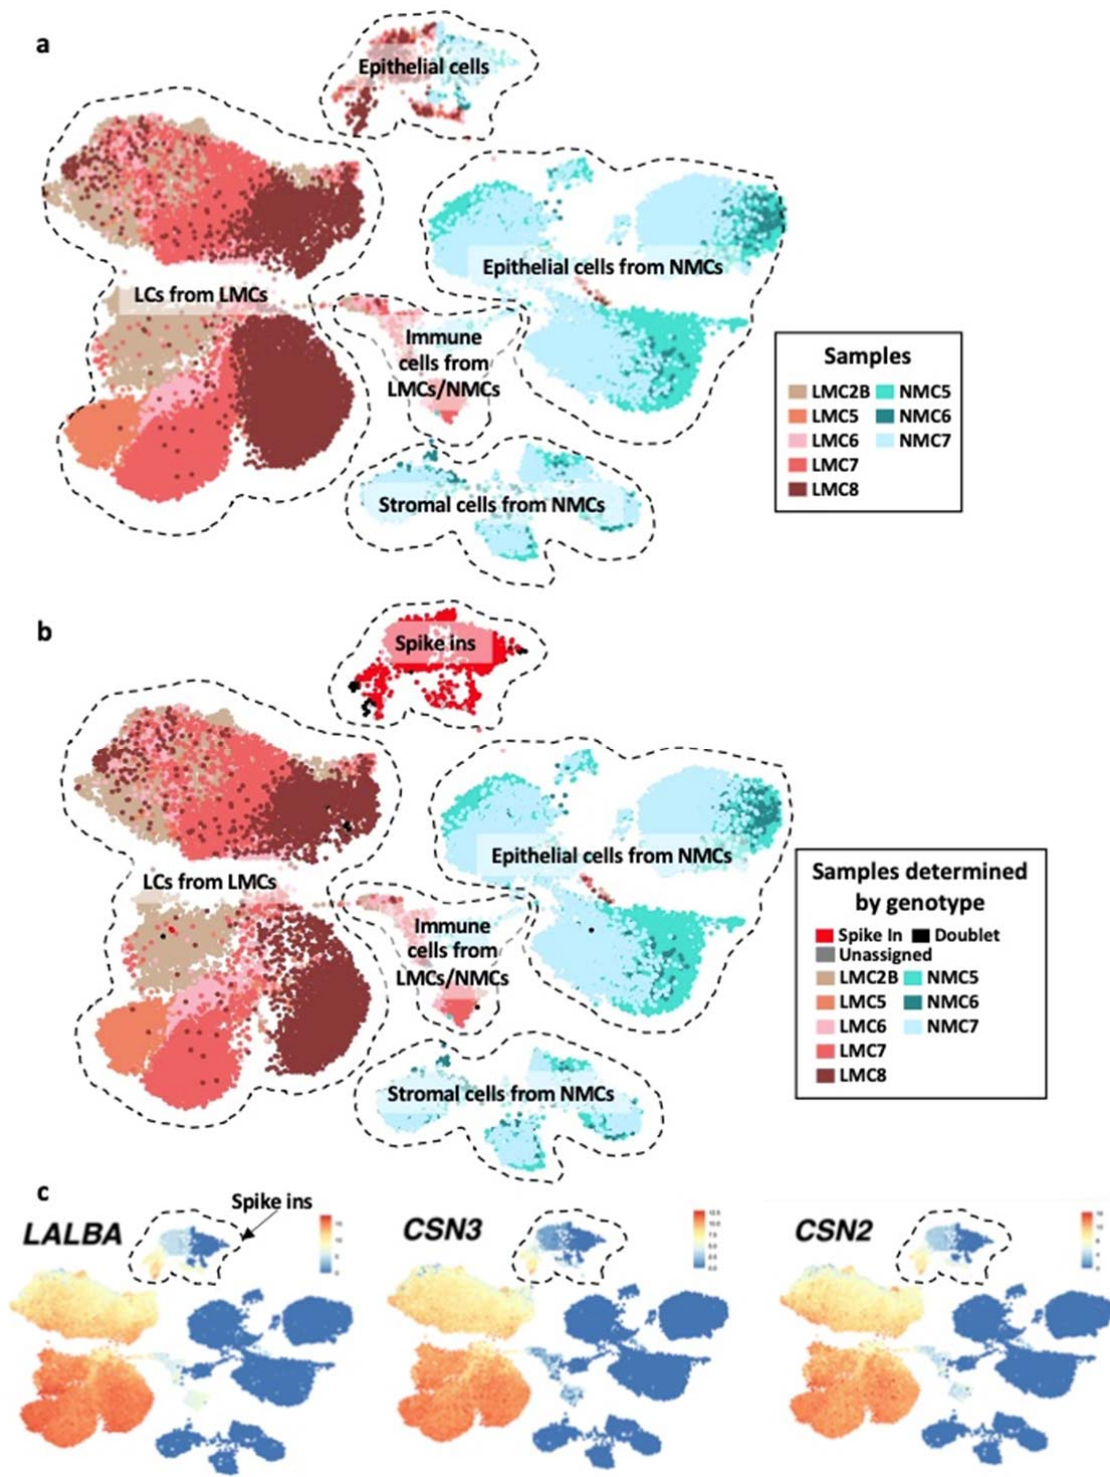 a
Epithelial cells
Epithelial cells from NMCs
LCs from LMCs
Immune
cells from
LMCs/NMCs
Stromal cells from NMCs
Samples
LMC2B NMC5
LMC5 NMC6
LMC6 NMC7
LMC7
LMC8
b
Spike ins
Epithelial cells from NMCs
LCs from LMCs
Immune
cells from
LMCs/NMCs
Stromal cells from NMCs
Samples determined
by genotype
Spike In Doublet
Unassigned
LMC2B NMC5
LMC5 NMC6
LMC6 NMC7
LMC7
LMC8
c
Spike ins
LALBA
CSN3
CSN2